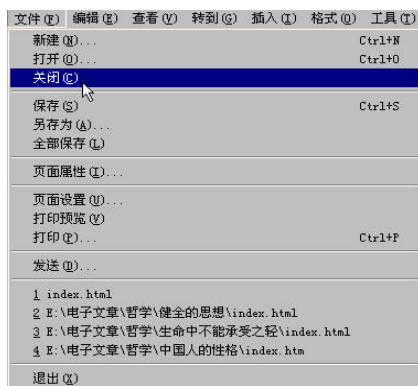 文件(F) 编辑(E) 查看(V) 转到(G) 插入(I) 格式(O) 工具(T)
新建(N)... Ctrl+N
打开(O)... Ctrl+O
关闭(C)
保存(S) Ctrl+S
另存为(A)...
全部保存(L)
页面属性(I)...
页面设置(U)...
打印预览(V)
打印(P)... Ctrl+P
发送(D)...
1 index.html
2 E:\电子文章\哲学\健全的思想\index.html
3 E:\电子文章\哲学\生命中不能承受之轻\index.html
4 E:\电子文章\哲学\中国人的性格\index.htm
退出(X)